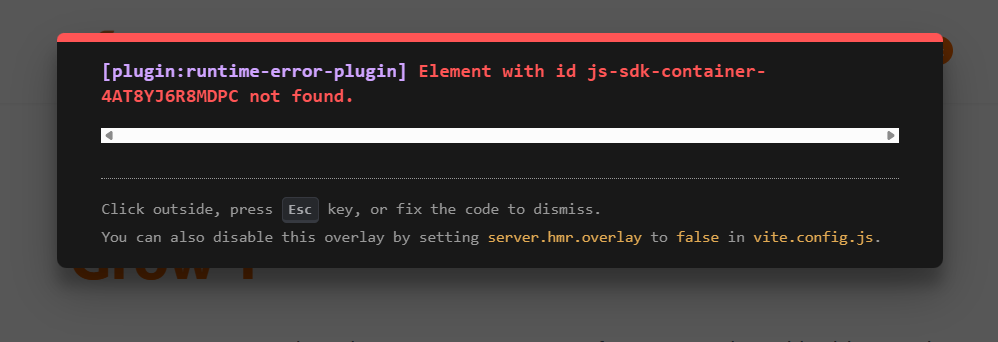 [plugin:runtime-error-plugin] Element with id js-sdk-container-
4AT8YJ6R8MDPC not found.
Click outside, press Esc key, or fix the code to dismiss.
You can also disable this overlay by setting server.hmr.overlay to false in vite.config.js.